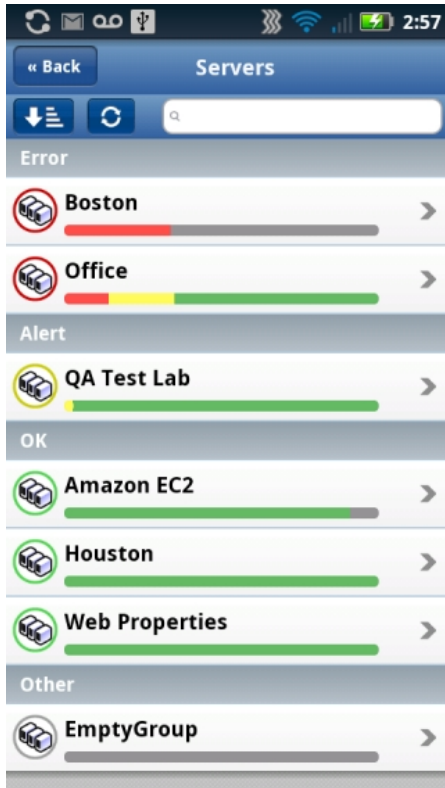 2:57
« Back
Servers
Error
Boston
Office
Alert
QA Test Lab
OK
Amazon EC2
Houston
Web Properties
Other
EmptyGroup